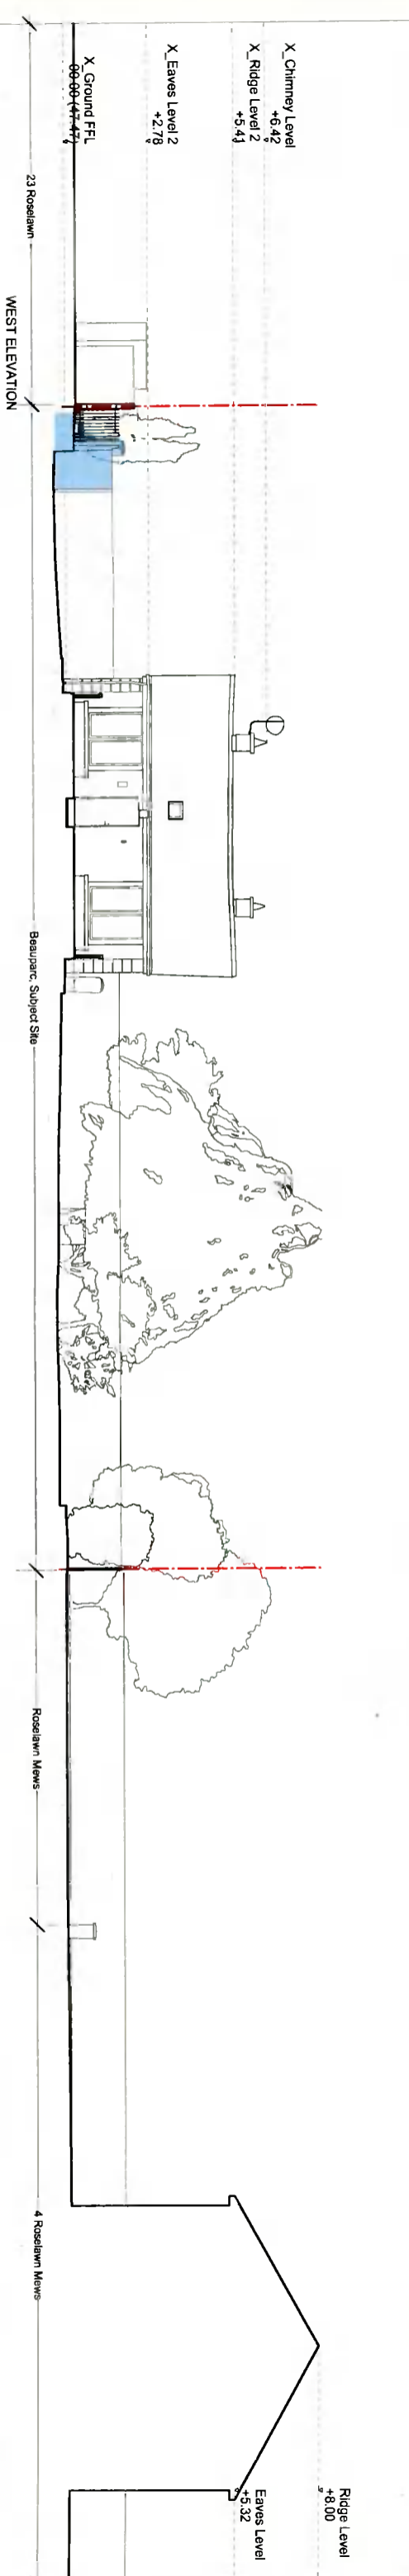 X_Chimney Level
+6.42
X_Ridge Level 2
+5.41
X_Eaves Level 2
+2.78
X_Ground FFL
00.00 (47.47)
23 Roselawn
Beauparc, Subject Site
Roselawn Mews
4 Roselawn Mews
WEST ELEVATION
Ridge Level
+8.00
Eaves Level
+5.32